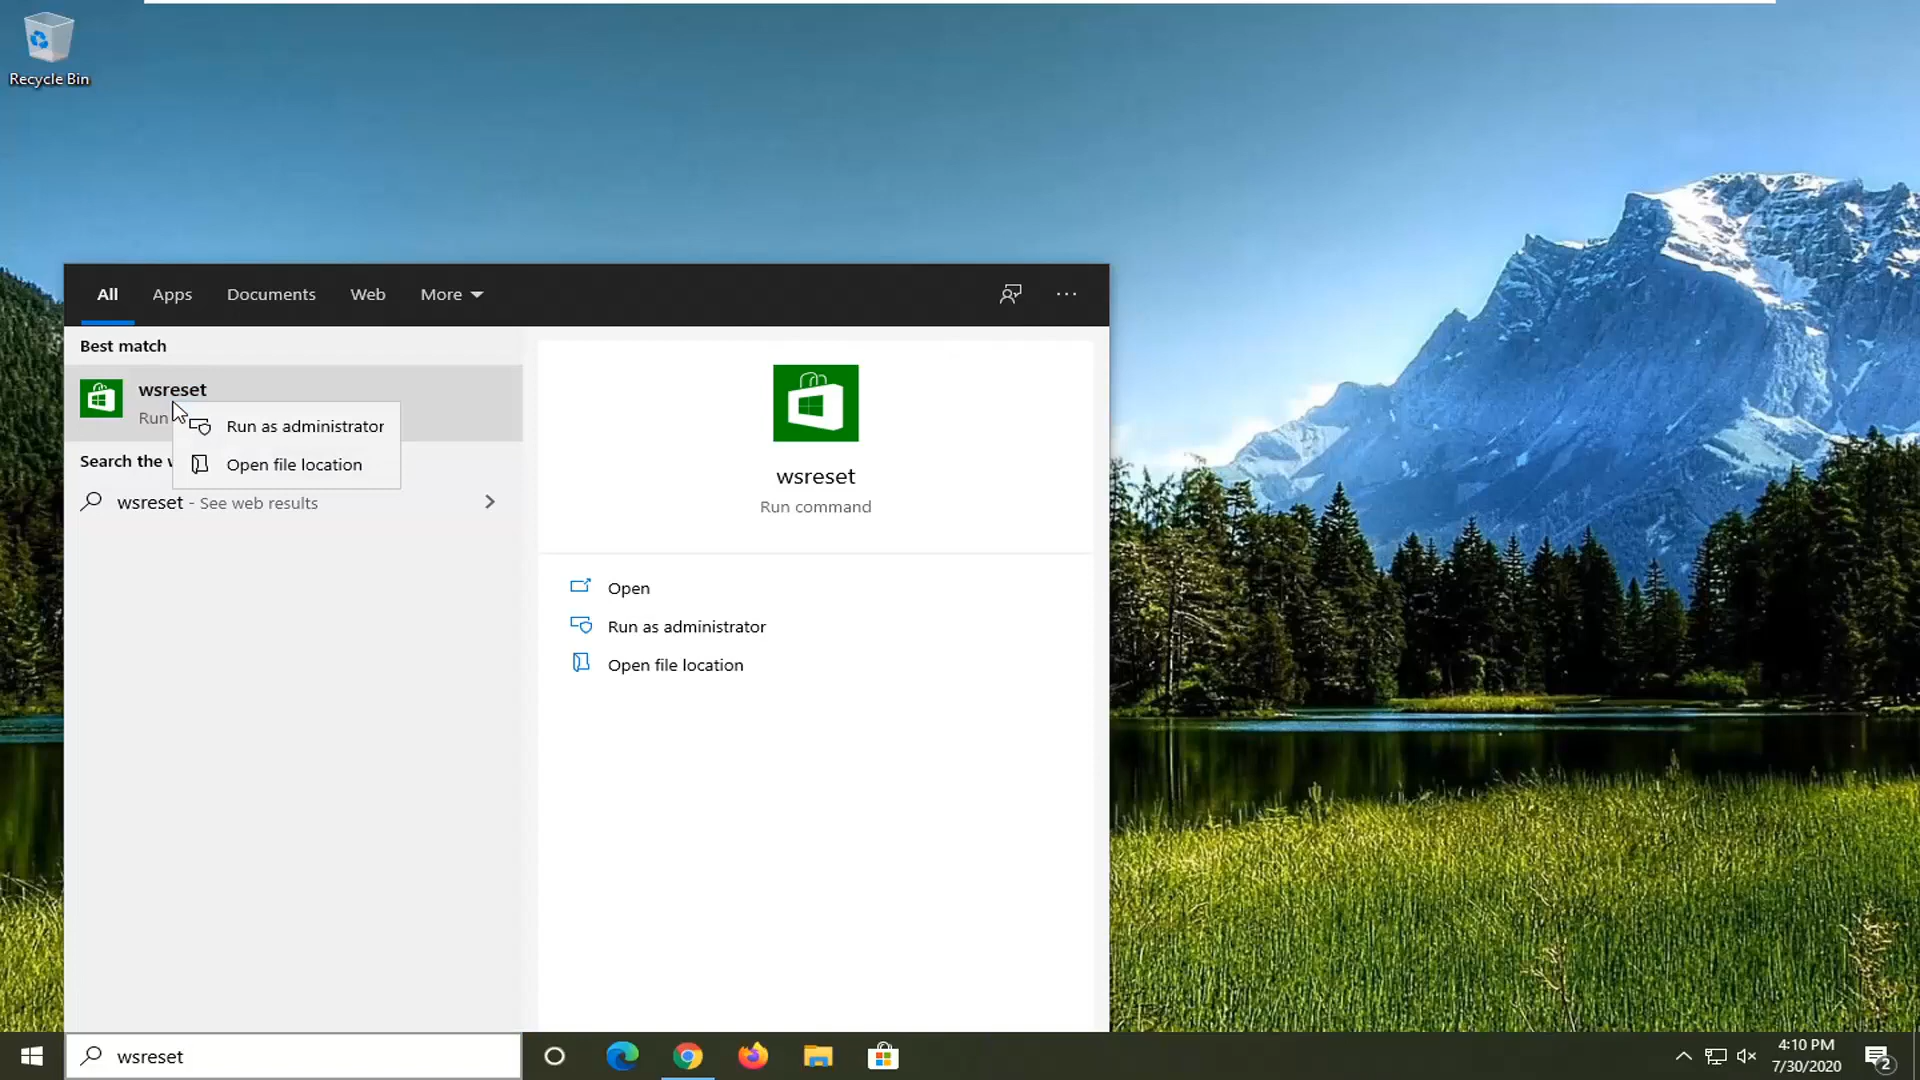 Recycle Bin
All Apps Documents Web More
Best match
wsreset
Run
Run as administrator
Open file location
Search the
wsreset - See web results
wsreset
Run command
Open
Run as administrator
Open file location
wsreset
4:10 PM
7/30/2020
2